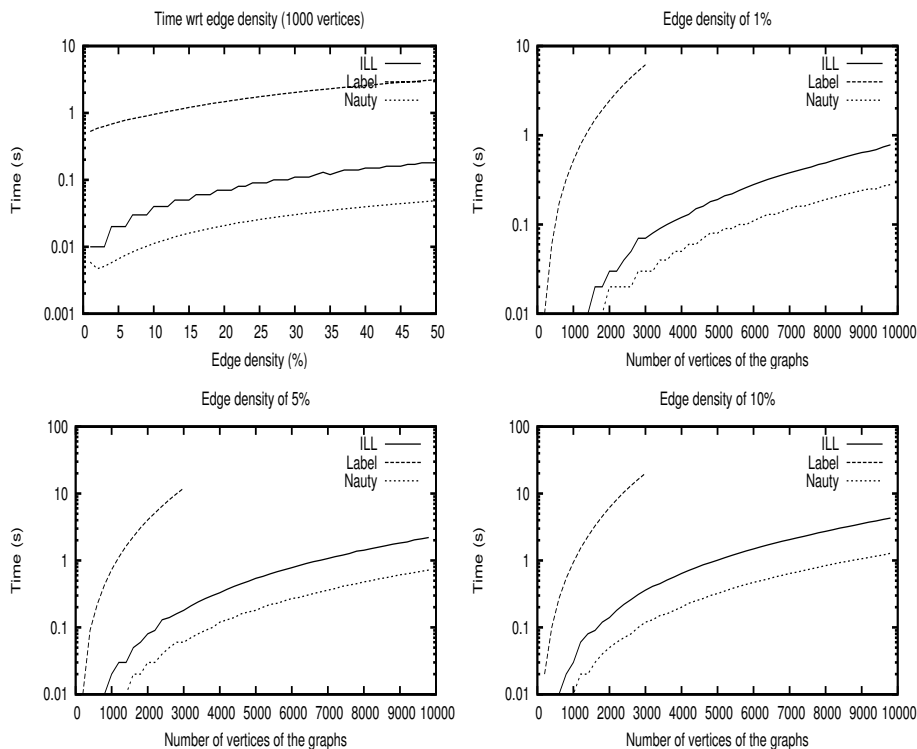 Time wrt edge density (1000 vertices)
10
1
0.1
0.01
0.001
Time (s)
ILL
Label
Nauty
0 5 10 15 20 25 30 35 40 45 50
Edge density (%)
Edge density of 1%
10
1
0.1
0.01
Time (s)
ILL
Label
Nauty
0 1000 2000 3000 4000 5000 6000 7000 8000 9000 10000
Number of vertices of the graphs
Edge density of 5%
100
10
1
0.1
0.01
Time (s)
ILL
Label
Nauty
0 1000 2000 3000 4000 5000 6000 7000 8000 9000 10000
Number of vertices of the graphs
Edge density of 10%
100
10
1
0.1
0.01
Time (s)
ILL
Label
Nauty
0 1000 2000 3000 4000 5000 6000 7000 8000 9000 10000
Number of vertices of the graphs